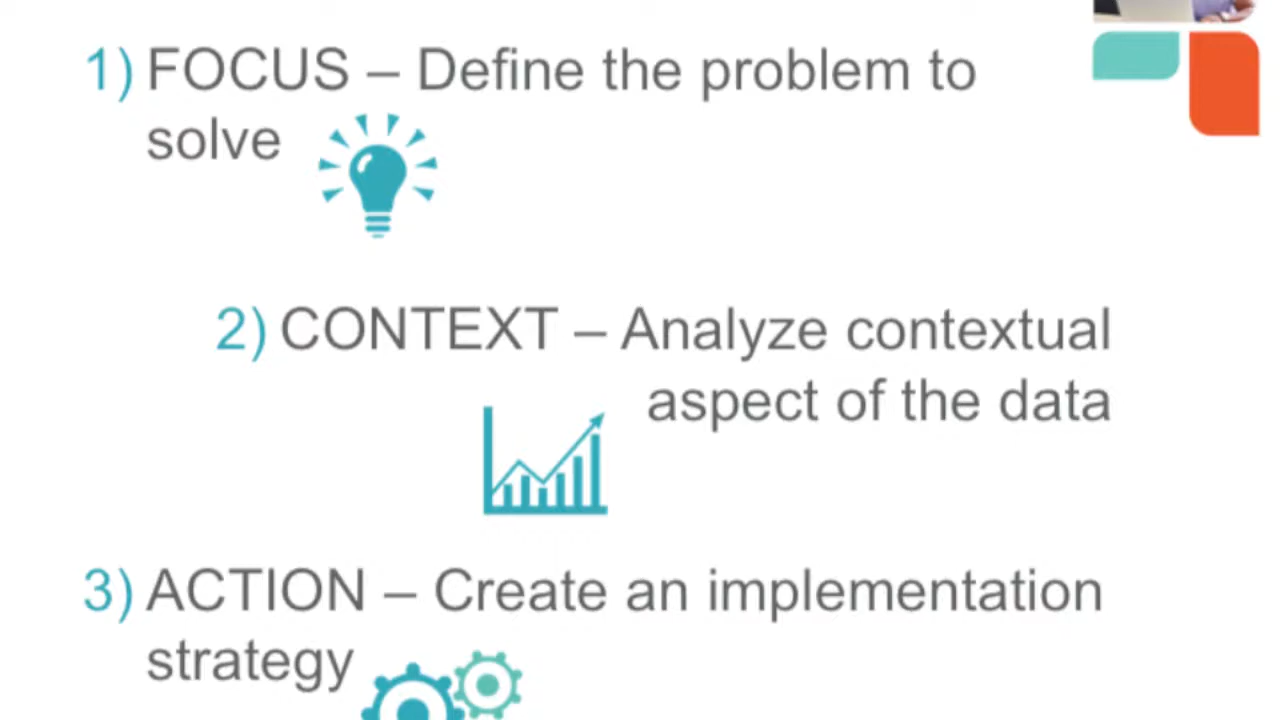 1) FOCUS – Define the problem to
solve
2) CONTEXT – Analyze contextual
aspect of the data
3) ACTION – Create an implementation
strategy